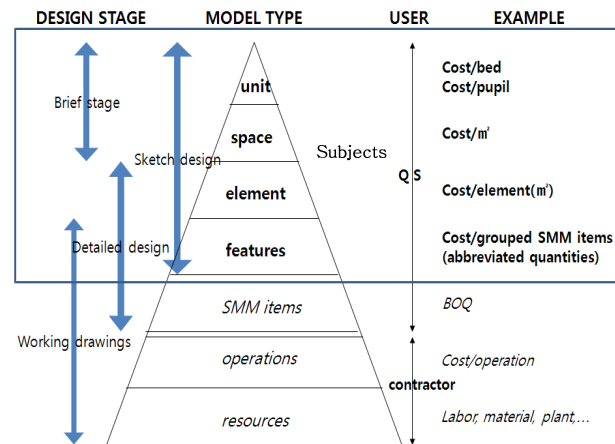 DESIGN STAGE MODEL TYPE USER EXAMPLE
Brief stage
Sketch design
Detailed design
Working drawings
unit
space
element
features
SMM items
operations
resources
Subjects
Q S
contractor
Cost/bed
Cost/pupil
Cost/㎡
Cost/element(㎡)
Cost/grouped SMM items
(abbreviated quantities)
BOQ
Cost/operation
Labor, material, plant,...